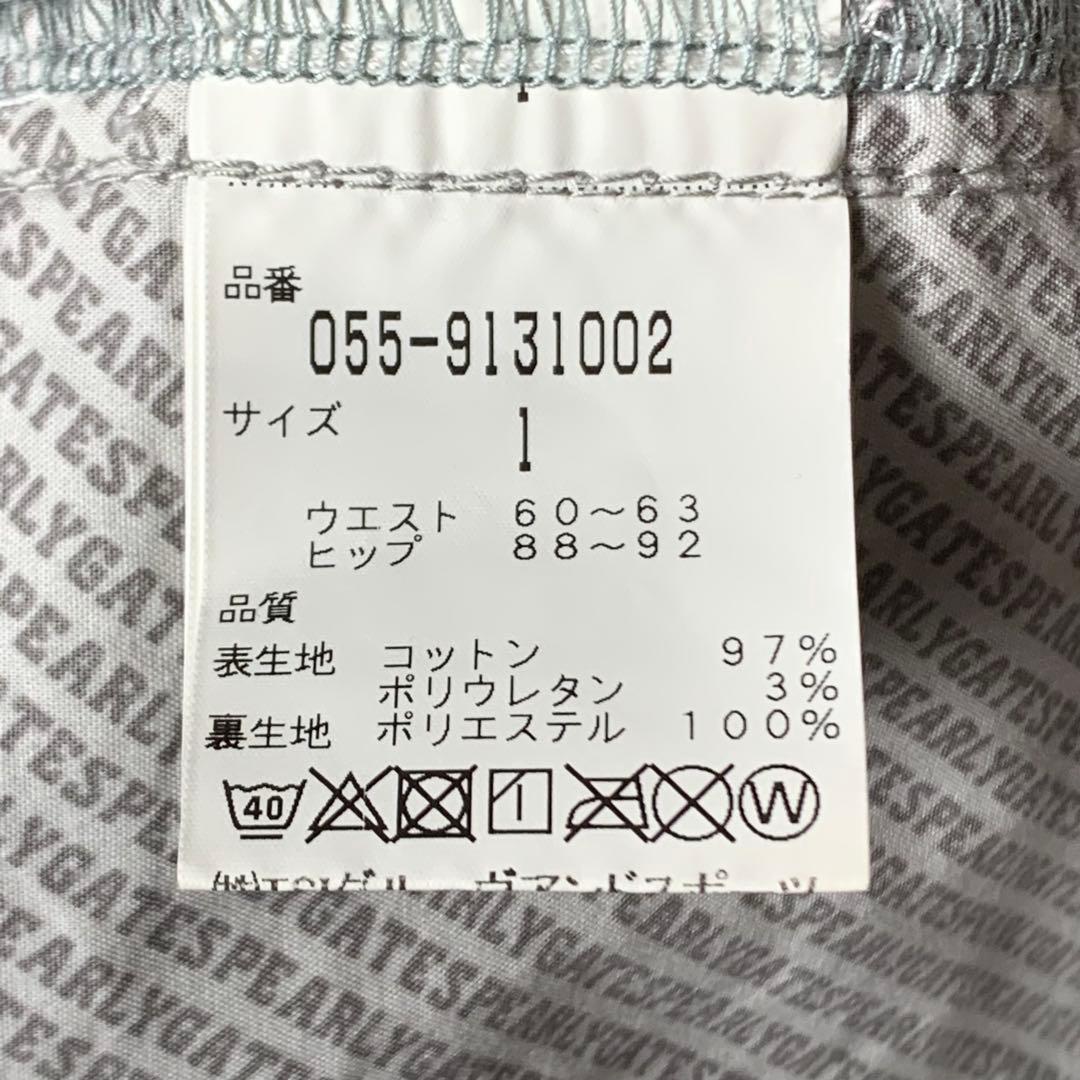 品番
055-9131002
サイズ 1
ウエスト 60～63
ヒップ 88～92
品質
表生地 コットン 97%
ポリウレタン 3%
裏生地 ポリエステル 100%
40 W
PEARLYGATES